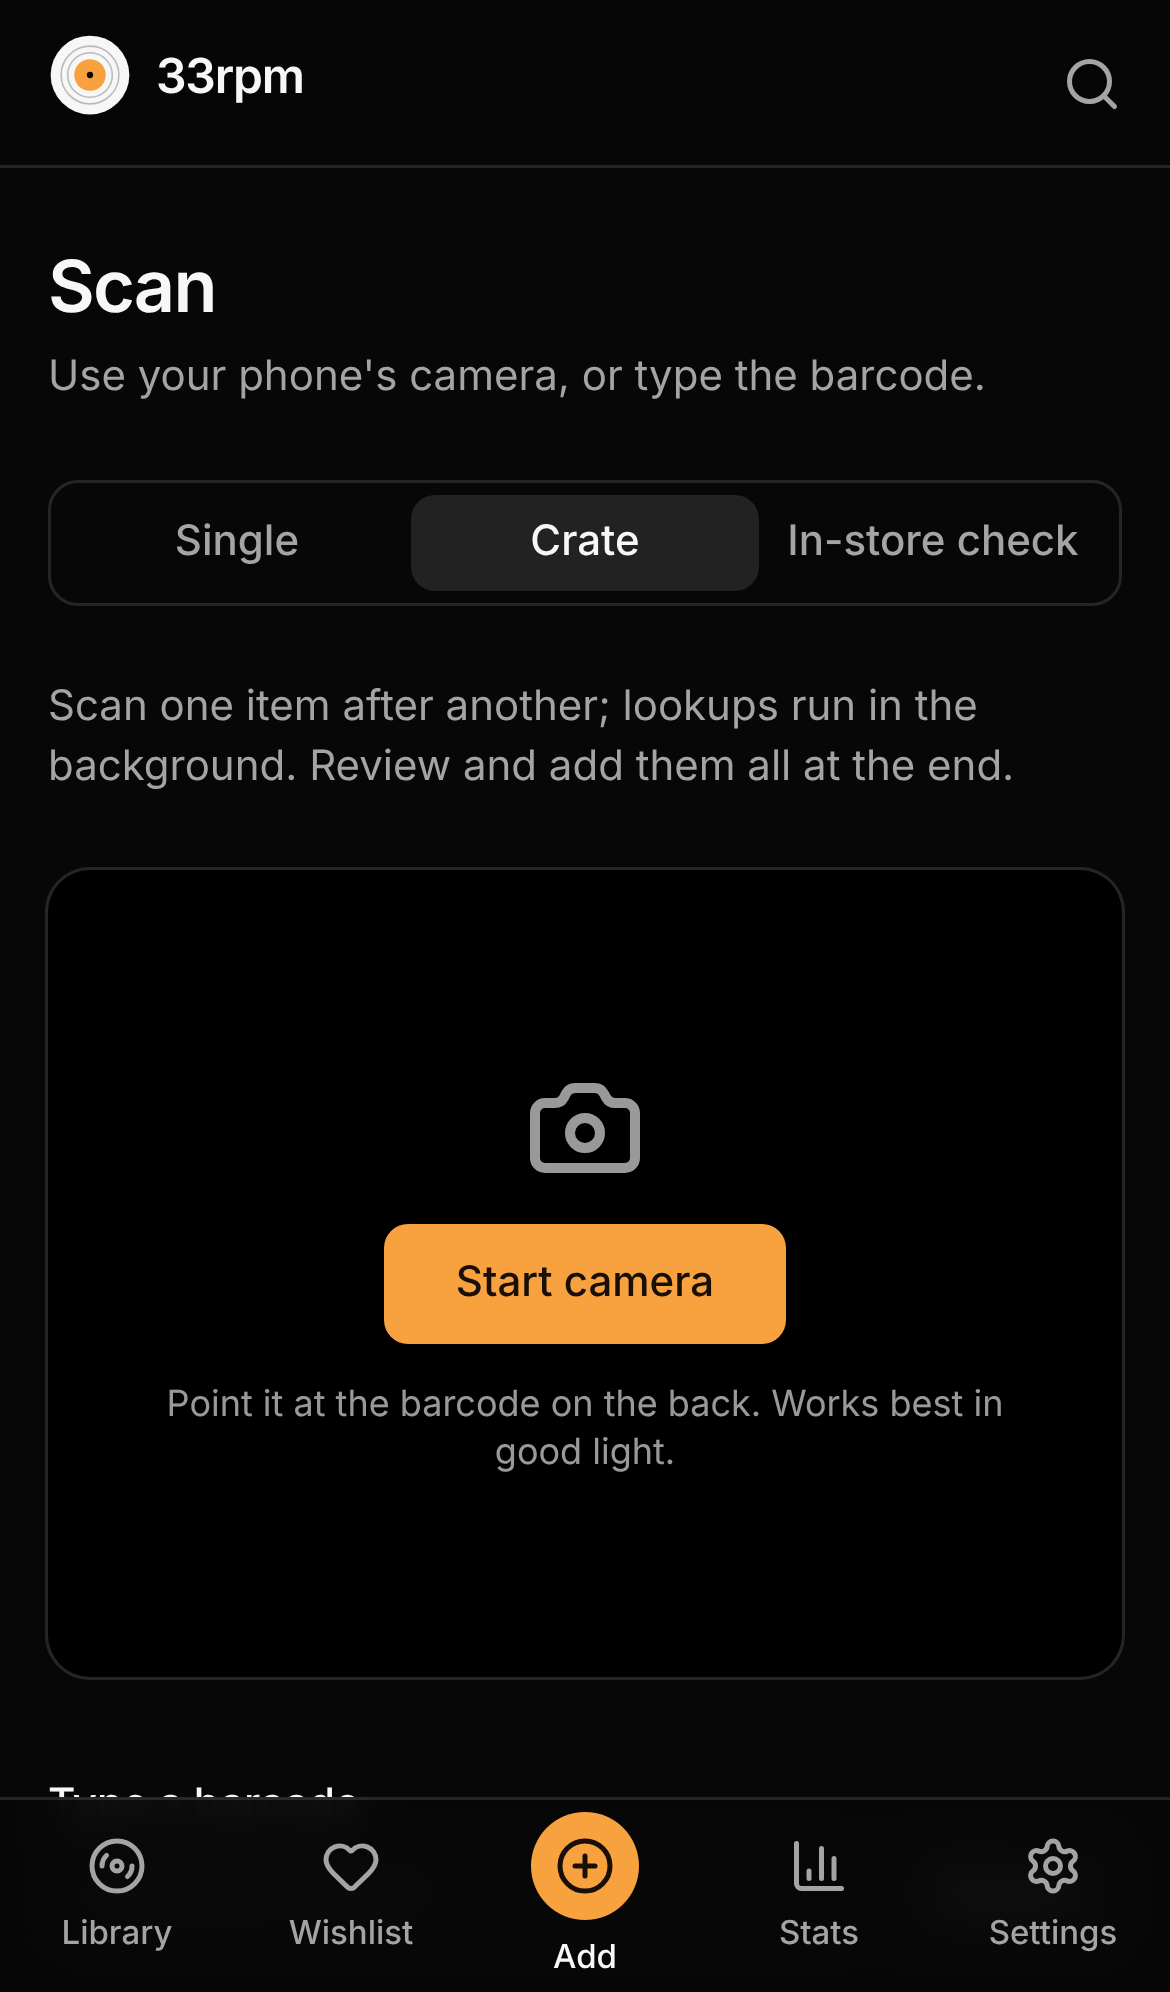 33rpm
Scan
Use your phone's camera, or type the barcode.
Single
Crate
In-store check
Scan one item after another; lookups run in the
background. Review and add them all at the end.
Start camera
Point it at the barcode on the back. Works best in
good light.
Type a barcode
Library
Wishlist
Add
Stats
Settings